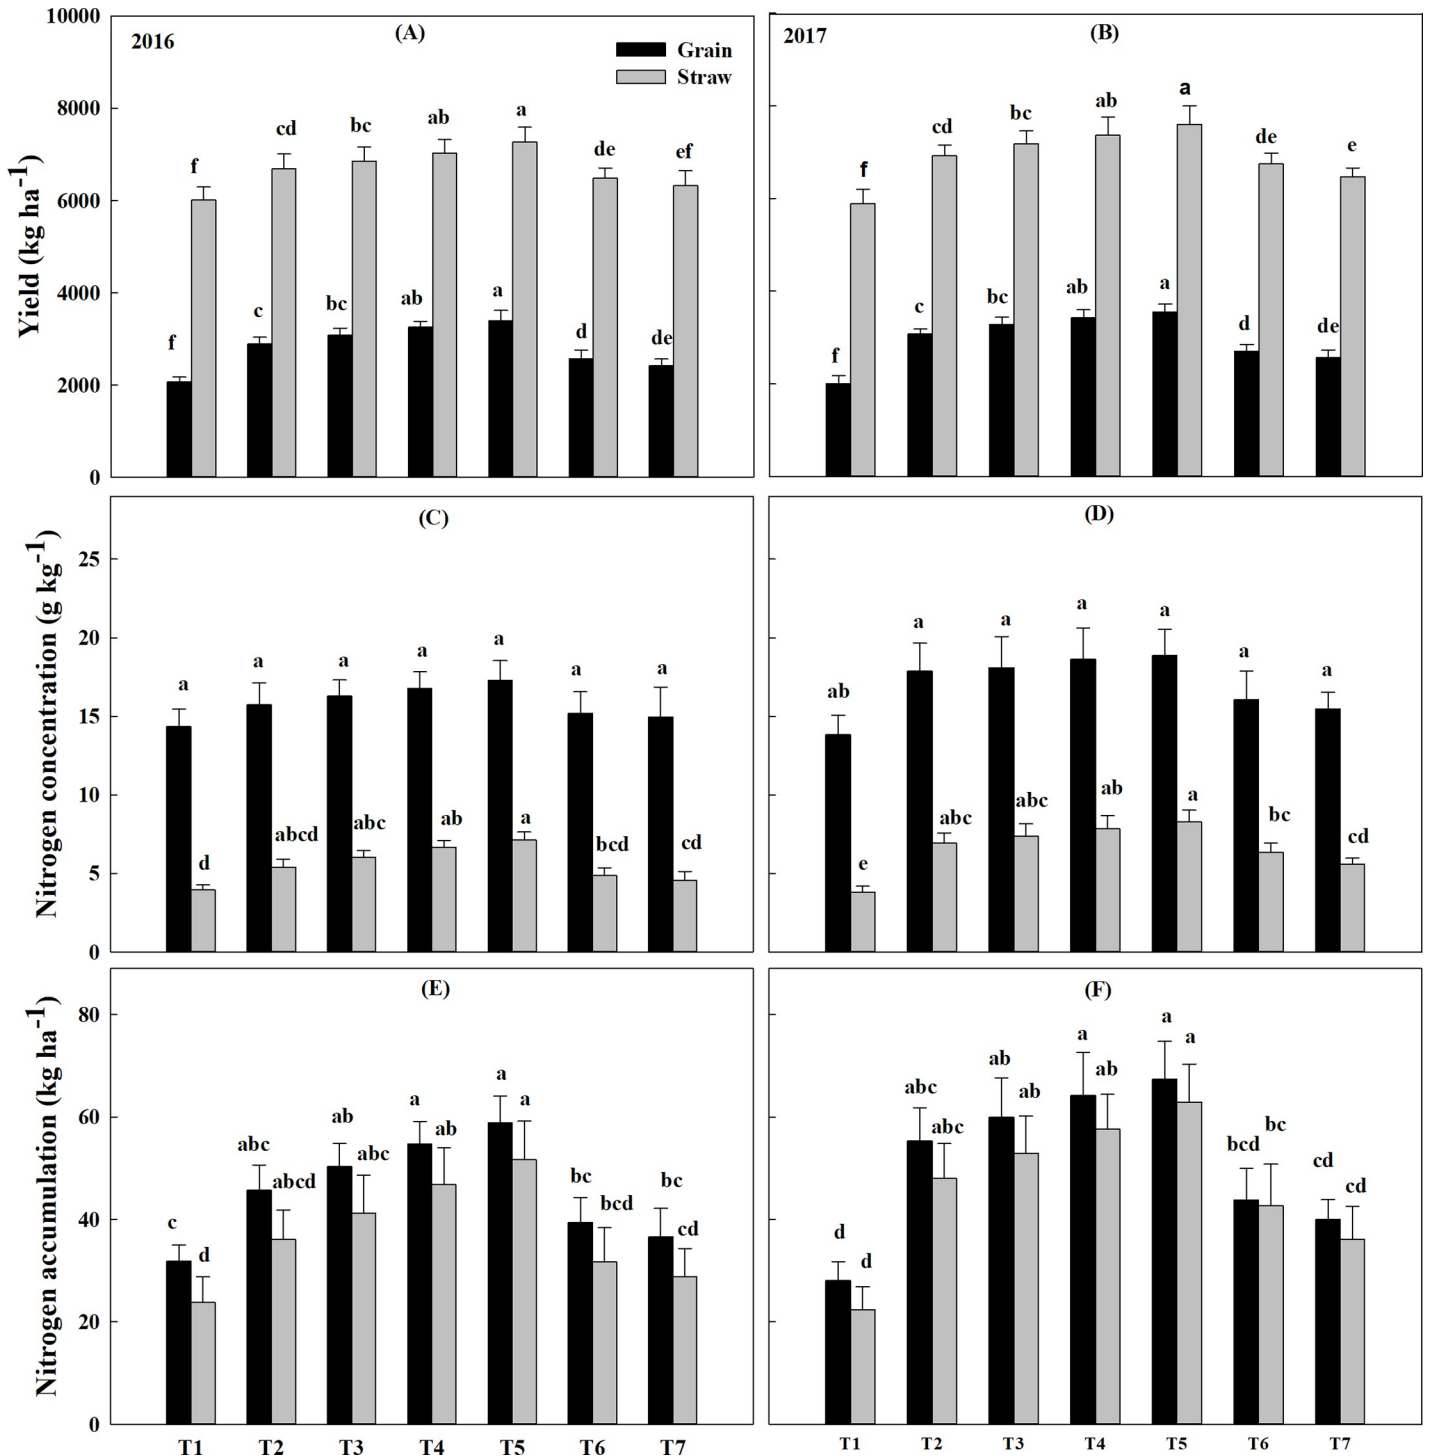 2016
(A)
Grain
Straw
Yield (kg ha-1)
10000
8000
6000
4000
2000
0
f f c cd bc bc ab ab a a d de de ef
2017
(B)
f f c cd bc bc ab ab a a d de de e
(C)
Nitrogen concentration (g kg-1)
25
20
15
10
5
0
a d a abcd a abc a ab a a a bcd a cd
(D)
ab e a abc a abc a ab a a a bc a cd
(E)
Nitrogen accumulation (kg ha-1)
80
60
40
20
0
c d abc abcd ab abc a ab a a bc bcd bc cd
T1 T2 T3 T4 T5 T6 T7
(F)
d d abc abc ab ab a ab a a bcd bc cd cd
T1 T2 T3 T4 T5 T6 T7